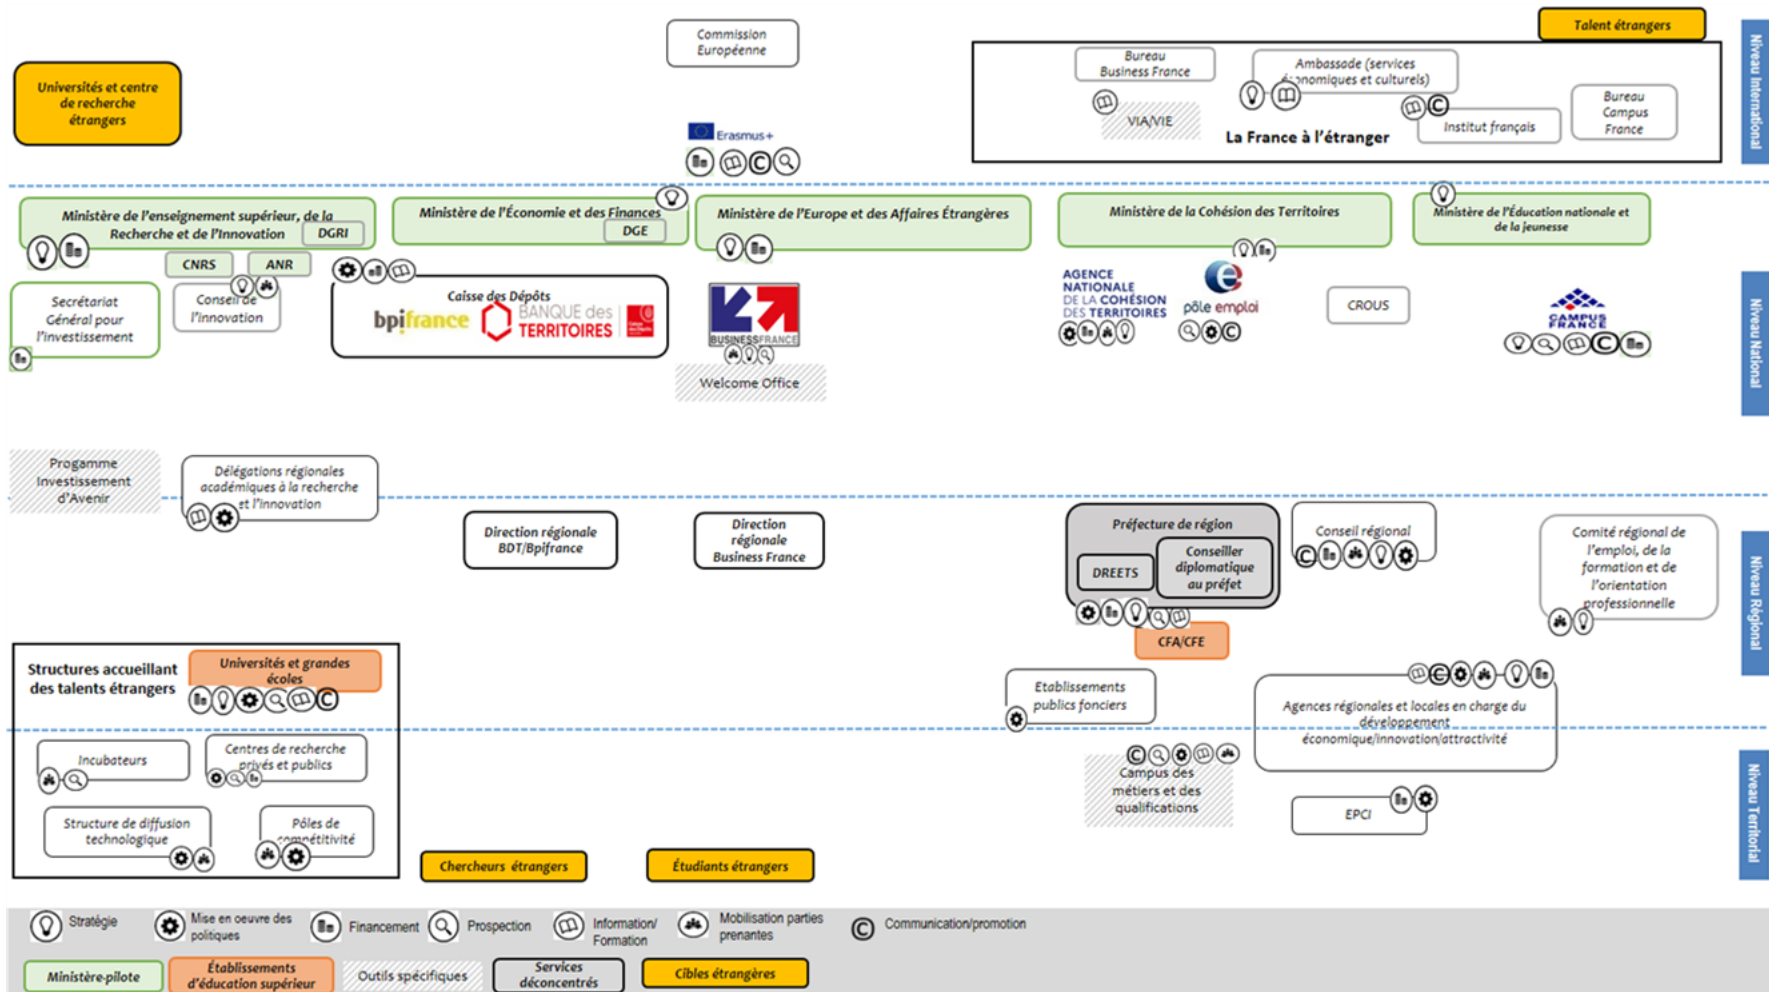 Commission
Européenne
Talent étrangers
Niveau International
Universités et centre
de recherche
étrangers
Bureau
Business France
Ambassade (services
économiques et culturels)
VIA/VIE
La France à l'étranger
Institut français
Bureau
Campus
France
Erasmus+
Ministère de l'enseignement supérieur, de la
Recherche et de l'Innovation
DGRI
Ministère de l'Économie et des Finances
DGE
Ministère de l'Europe et des Affaires Étrangères
Ministère de la Cohésion des Territoires
Ministère de l'Éducation nationale et
de la jeunesse
Niveau National
CNRS
ANR
Secrétariat
Général pour
l'investissement
Conseil de
l'innovation
Caisse des Dépôts
bpifrance
BANQUE des
TERRITOIRES
BUSINESSFRANCE
Welcome Office
AGENCE
NATIONALE
DE LA COHÉSION
DES TERRITOIRES
pôle emploi
CROUS
CAMPUS
FRANCE
Progamme
Investissement
d'Avenir
Délégations régionales
académiques à la recherche
et l'innovation
Direction régionale
BDT/Bpifrance
Direction
régionale
Business France
Préfecture de région
DREETS
Conseiller
diplomatique
au préfet
CFA/CFE
Conseil régional
Comité régional de
l'emploi, de la
formation et de
l'orientation
professionnelle
Niveau Régional
Structures accueillant
des talents étrangers
Universités et grandes
écoles
Etablissements
publics fonciers
Agences régionales et locales en charge du
développement
économique/innovation/attractivité
Incubateurs
Centres de recherche
privés et publics
Structure de diffusion
technologique
Pôles de
compétitivité
Campus des
métiers et des
qualifications
EPCI
Niveau Territorial
Chercheurs étrangers
Étudiants étrangers
Stratégie
Mise en oeuvre des
politiques
Financement
Prospection
Information/
Formation
Mobilisation parties
prenantes
Communication/promotion
Ministère-pilote
Établissements
d'éducation supérieur
Outils spécifiques
Services
déconcentrés
Cibles étrangères